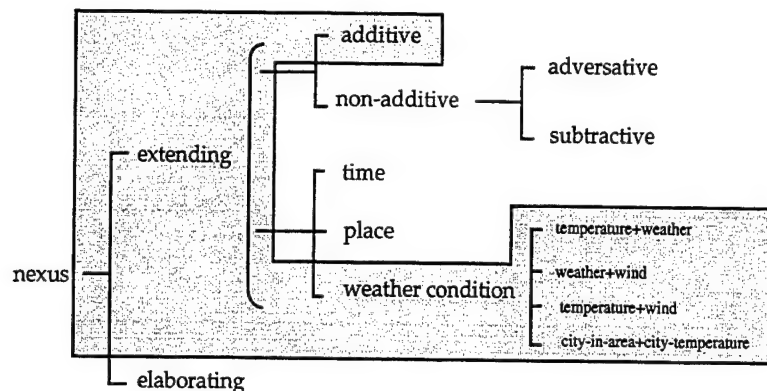 additive
adversative
non-additive
subtractive
extending
time
temperature+weather
place
weather+wind
nexus
weather condition
temperature+wind
city-in-area+city-temperature
elaborating